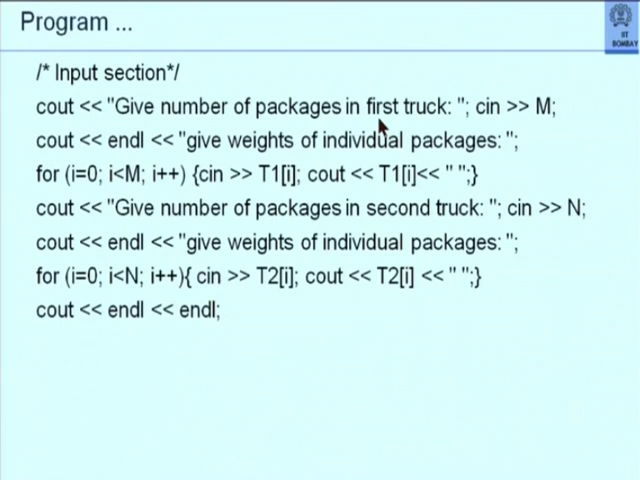 Program ...
IIT
BOMBAY
/* Input section*/
cout << "Give number of packages in first truck: "; cin >> M;
cout << endl << "give weights of individual packages: ";
for (i=0; i<M; i++) {cin >> T1[i]; cout << T1[i]<< " ";}
cout << "Give number of packages in second truck: "; cin >> N;
cout << endl << "give weights of individual packages: ";
for (i=0; i<N; i++){ cin >> T2[i]; cout << T2[i] << " ";}
cout << endl << endl;